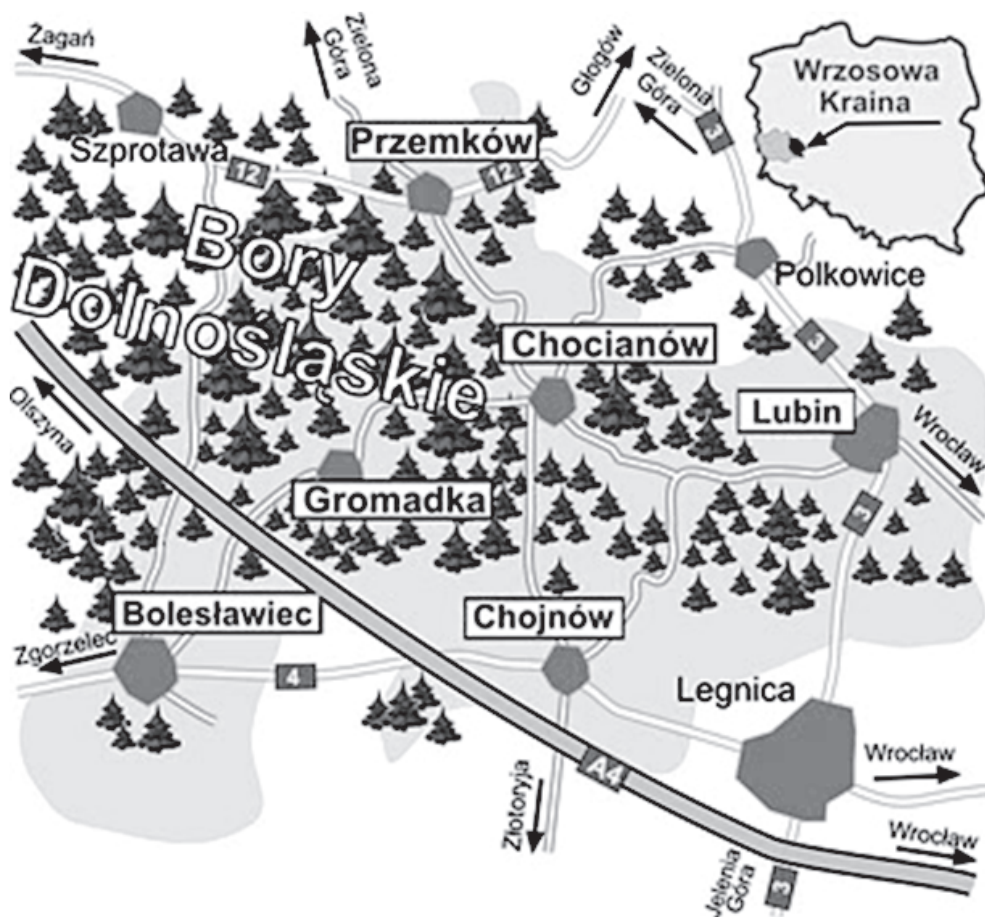 Żagań
Zielona
Góra
Głogów
Zielona
Góra
3
Wrzosowa
Kraina
Szprotawa
12
Przemków
12
Bory
Dolnośląskie
Polkowice
3
Chocianów
Lubin
Olszyna
Wrocław
Gromadka
3
Bolesławiec
Chojnów
Zgorzelec
4
Legnica
A4
Wrocław
Złotoryja
Wrocław
Jelenia
Góra
3